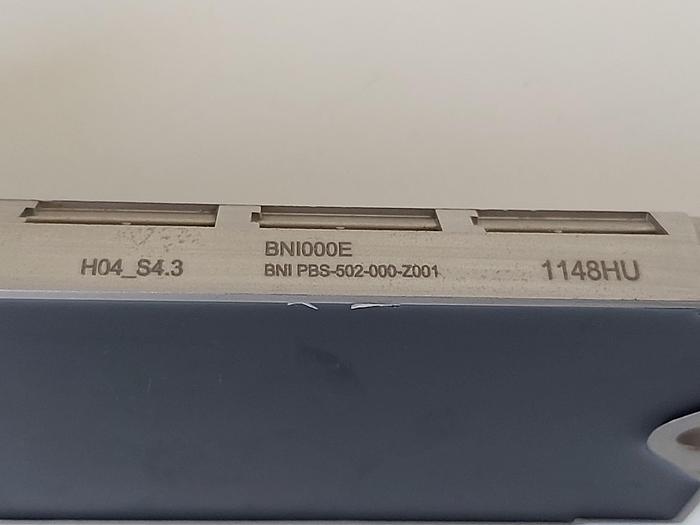 H04_S4.3
BNI000E
BNI PBS-502-000-Z001
1148HU